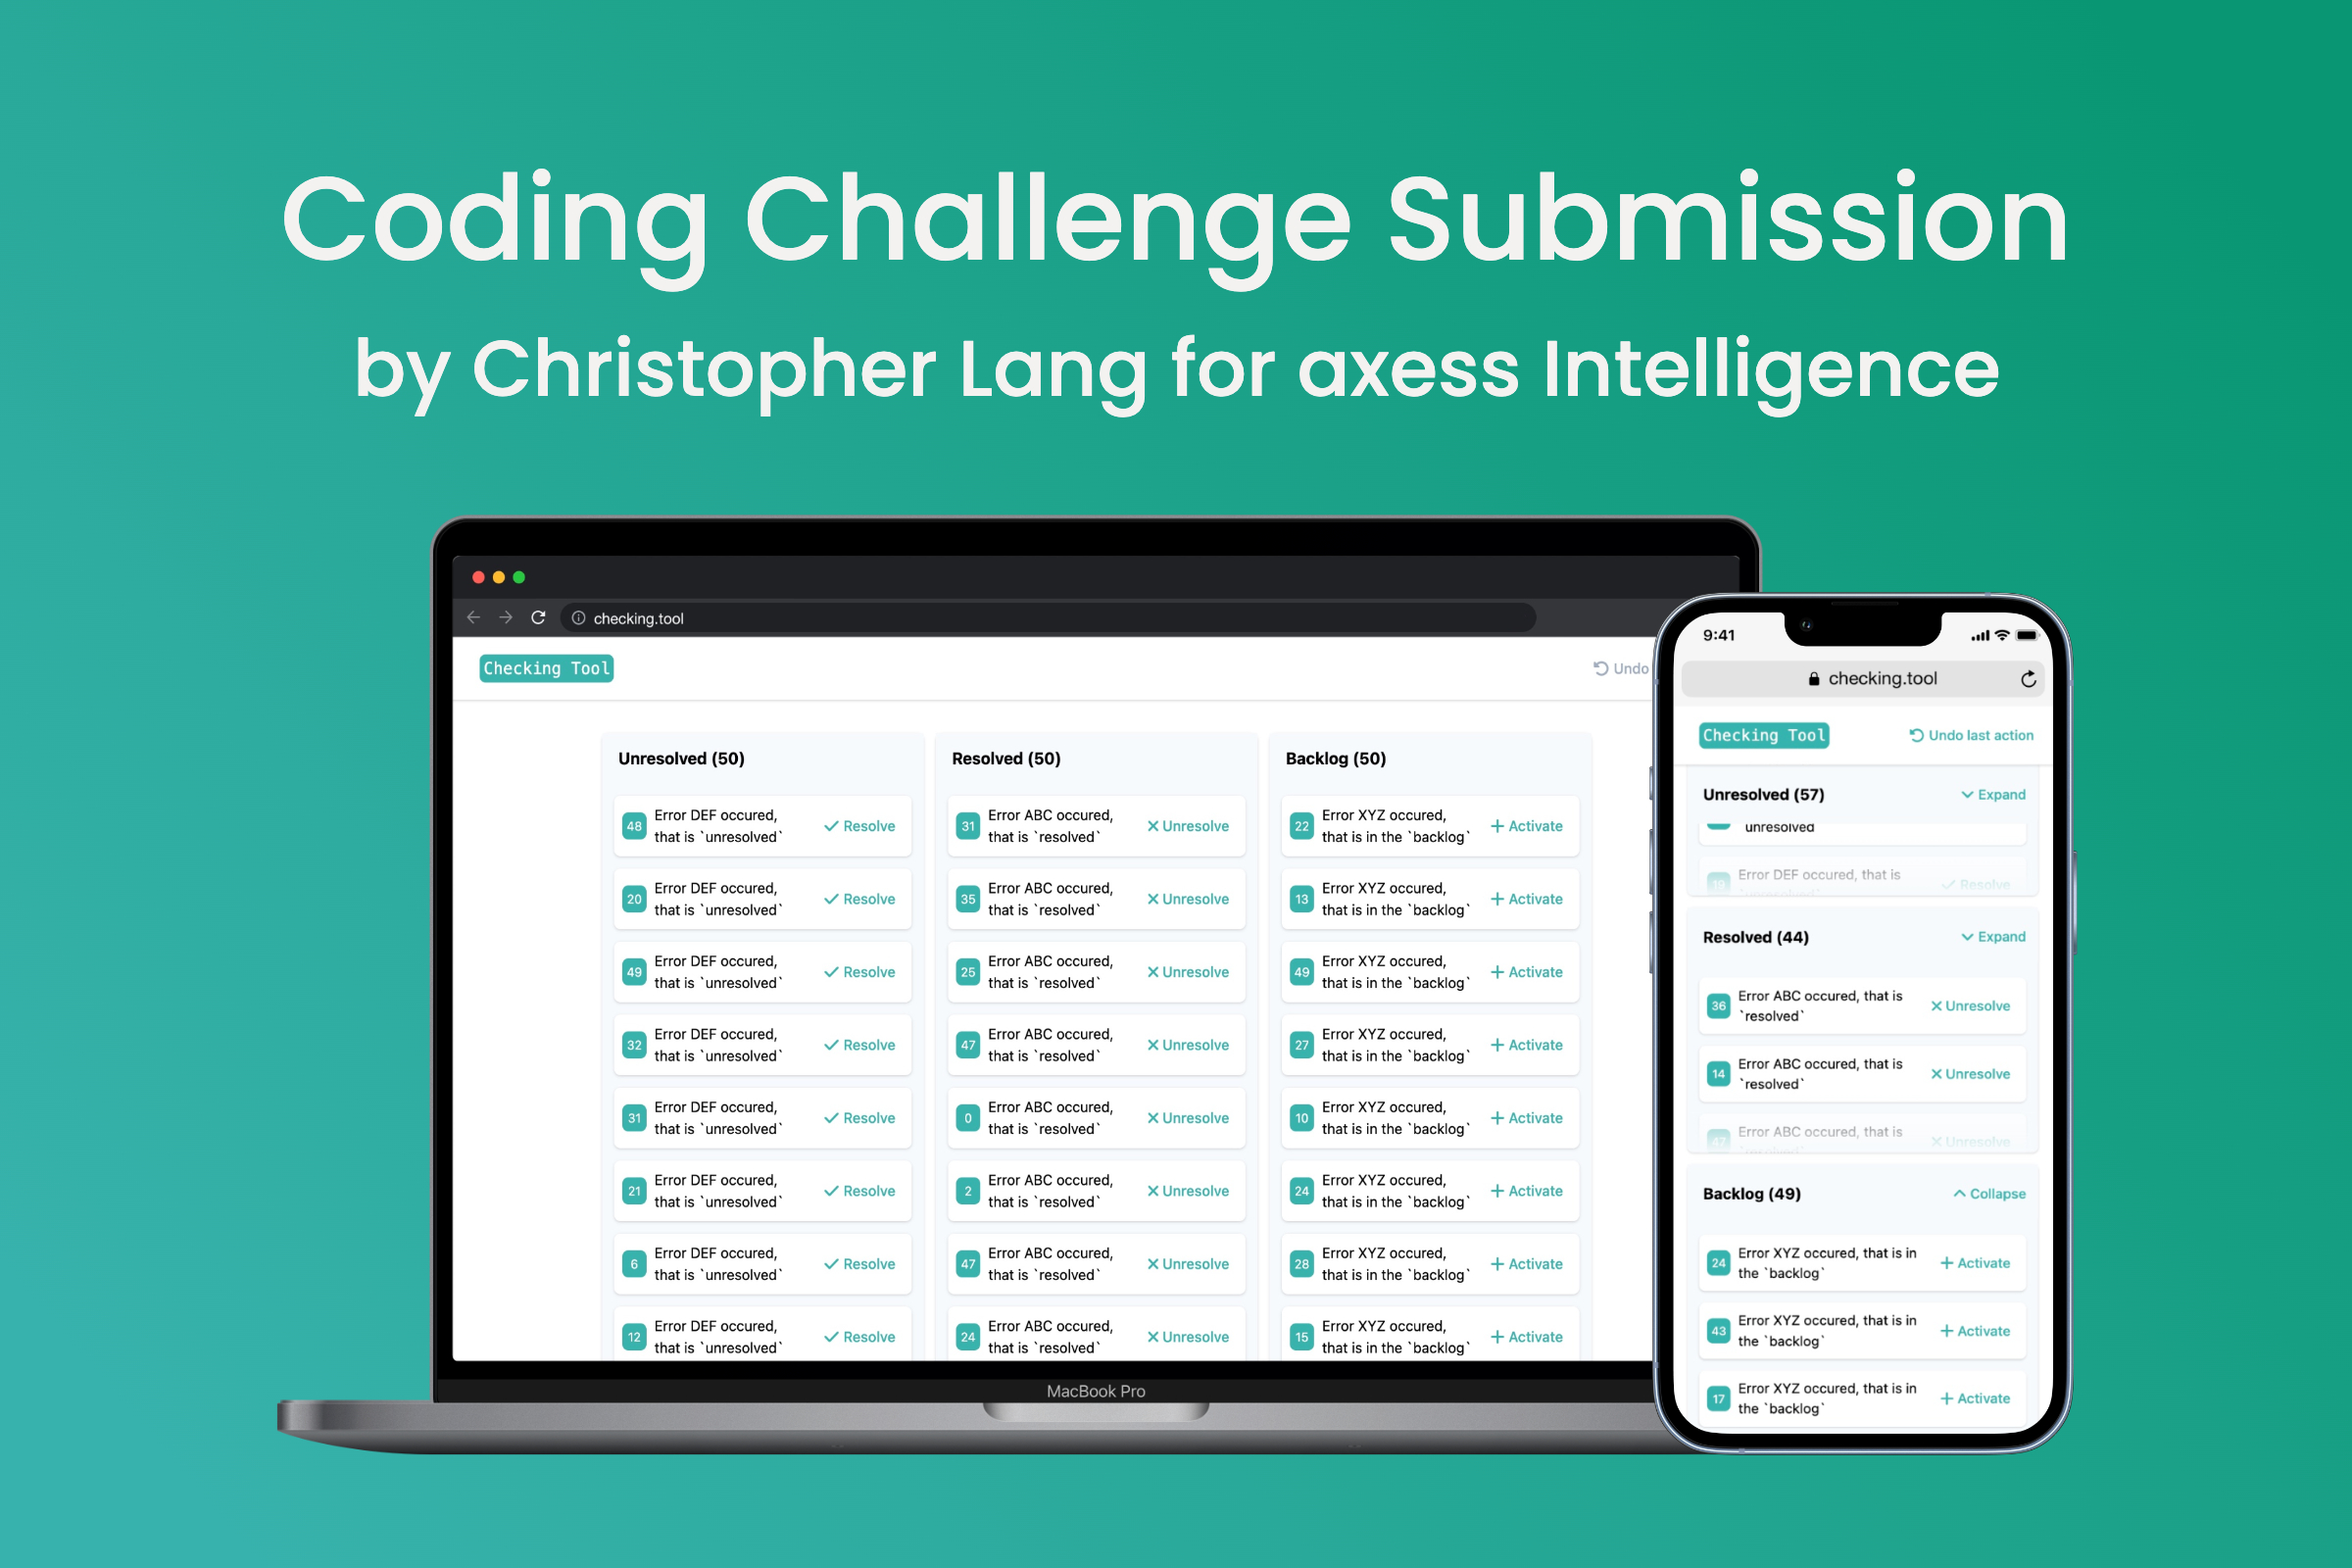 Coding Challenge Submission
by Christopher Lang for axess Intelligence
checking.tool
Checking Tool
Undo
Unresolved (50)
48
Error DEF occured,
that is `unresolved`
Resolve
20
Error DEF occured,
that is `unresolved`
Resolve
49
Error DEF occured,
that is `unresolved`
Resolve
32
Error DEF occured,
that is `unresolved`
Resolve
31
Error DEF occured,
that is `unresolved`
Resolve
21
Error DEF occured,
that is `unresolved`
Resolve
6
Error DEF occured,
that is `unresolved`
Resolve
12
Error DEF occured,
that is `unresolved`
Resolve
Resolved (50)
31
Error ABC occured,
that is `resolved`
Unresolve
35
Error ABC occured,
that is `resolved`
Unresolve
25
Error ABC occured,
that is `resolved`
Unresolve
47
Error ABC occured,
that is `resolved`
Unresolve
0
Error ABC occured,
that is `resolved`
Unresolve
2
Error ABC occured,
that is `resolved`
Unresolve
47
Error ABC occured,
that is `resolved`
Unresolve
24
Error ABC occured,
that is `resolved`
Unresolve
Backlog (50)
22
Error XYZ occured,
that is in the `backlog`
Activate
13
Error XYZ occured,
that is in the `backlog`
Activate
49
Error XYZ occured,
that is in the `backlog`
Activate
27
Error XYZ occured,
that is in the `backlog`
Activate
10
Error XYZ occured,
that is in the `backlog`
Activate
24
Error XYZ occured,
that is in the `backlog`
Activate
28
Error XYZ occured,
that is in the `backlog`
Activate
15
Error XYZ occured,
that is in the `backlog`
Activate
MacBook Pro
9:41
checking.tool
Checking Tool
Undo last action
Unresolved (57)
Expand
unresolved
Error DEF occured, that is
Resolve
Resolved (44)
Expand
36
Error ABC occured, that is
`resolved`
Unresolve
14
Error ABC occured, that is
`resolved`
Unresolve
47
Error ABC occured, that is
Unresolve
Backlog (49)
Collapse
24
Error XYZ occured, that is in
the `backlog`
Activate
43
Error XYZ occured, that is in
the `backlog`
Activate
17
Error XYZ occured, that is in
the `backlog`
Activate